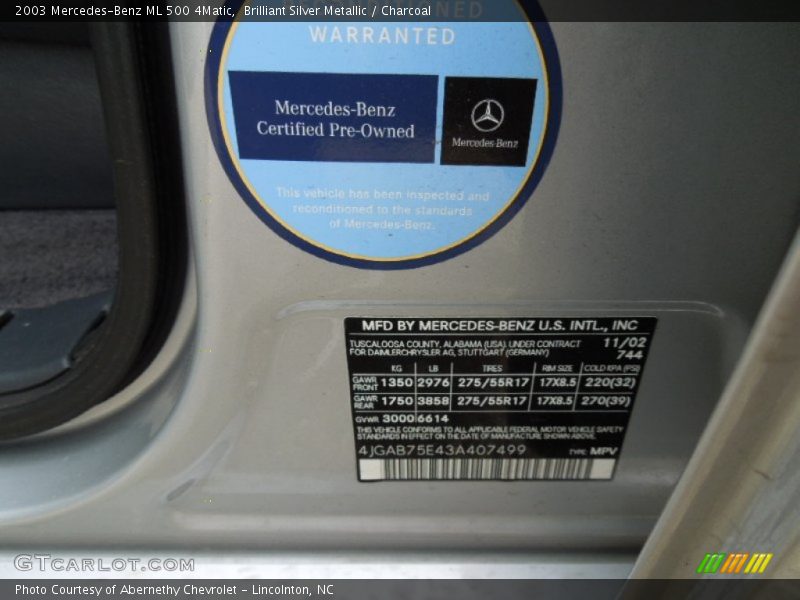 2003 Mercedes-Benz ML 500 4Matic, Brilliant Silver Metallic / Charcoal
WARRANTED
Mercedes-Benz
Certified Pre-Owned
Mercedes-Benz
This vehicle has been inspected and
reconditioned to the standards
of Mercedes-Benz.
MFD BY MERCEDES-BENZ U.S. INTL., INC
TUSCALOOSA COUNTY, ALABAMA (USA) UNDER CONTRACT 11/02
FOR DAIMLERCHRYSLER AG, STUTTGART (GERMANY) 744
KG LB TIRES RIM SIZE COLD KPA (PSI)
GAWR FRONT 1350 2976 275/55R17 17X8.5 220(32)
GAWR REAR 1750 3858 275/55R17 17X8.5 270(39)
GVWR 3000 6614
THIS VEHICLE CONFORMS TO ALL APPLICABLE FEDERAL MOTOR VEHICLE SAFETY
STANDARDS IN EFFECT ON THE DATE OF MANUFACTURE SHOWN ABOVE.
4JGAB75E43A407499 TYPE: MPV
GTCARLOT.COM
Photo Courtesy of Abernethy Chevrolet - Lincolnton, NC